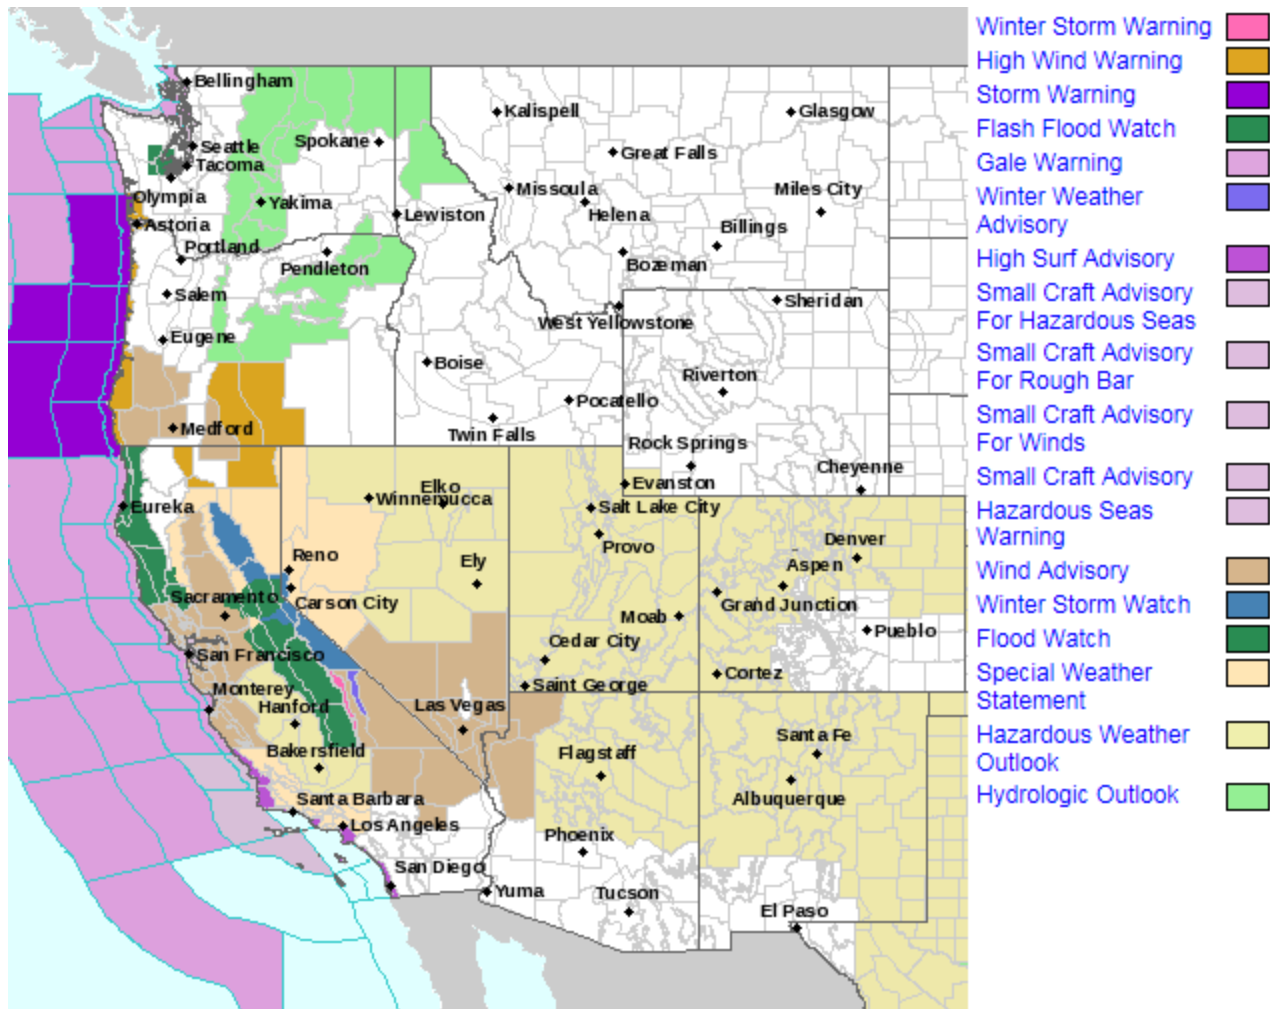 Winter Storm Warning
High Wind Warning
Storm Warning
Flash Flood Watch
Gale Warning
Winter Weather
Advisory
High Surf Advisory
Small Craft Advisory
For Hazardous Seas
Small Craft Advisory
For Rough Bar
Small Craft Advisory
For Winds
Small Craft Advisory
Hazardous Seas
Warning
Wind Advisory
Winter Storm Watch
Flood Watch
Special Weather
Statement
Hazardous Weather
Outlook
Hydrologic Outlook
Bellingham
Kalispell
Glasgow
Seattle
Spokane
Great Falls
Tacoma
Missoula
Miles City
Olympia
Yakima
Lewiston
Helena
Astoria
Billings
Portland
Pendleton
Bozeman
Salem
Sheridan
West Yellowstone
Eugene
Boise
Riverton
Pocatello
Medford
Twin Falls
Rock Springs
Cheyenne
Evanston
Elko
Winnemucca
Eureka
Salt Lake City
Provo
Denver
Reno
Ely
Aspen
Sacramento
Carson City
Grand Junction
Moab
Pueblo
San Francisco
Cedar City
Cortez
Monterey
Saint George
Hanford
Las Vegas
Bakersfield
Flagstaff
Santa Fe
Santa Barbara
Albuquerque
Los Angeles
Phoenix
San Diego
Yuma
Tucson
El Paso